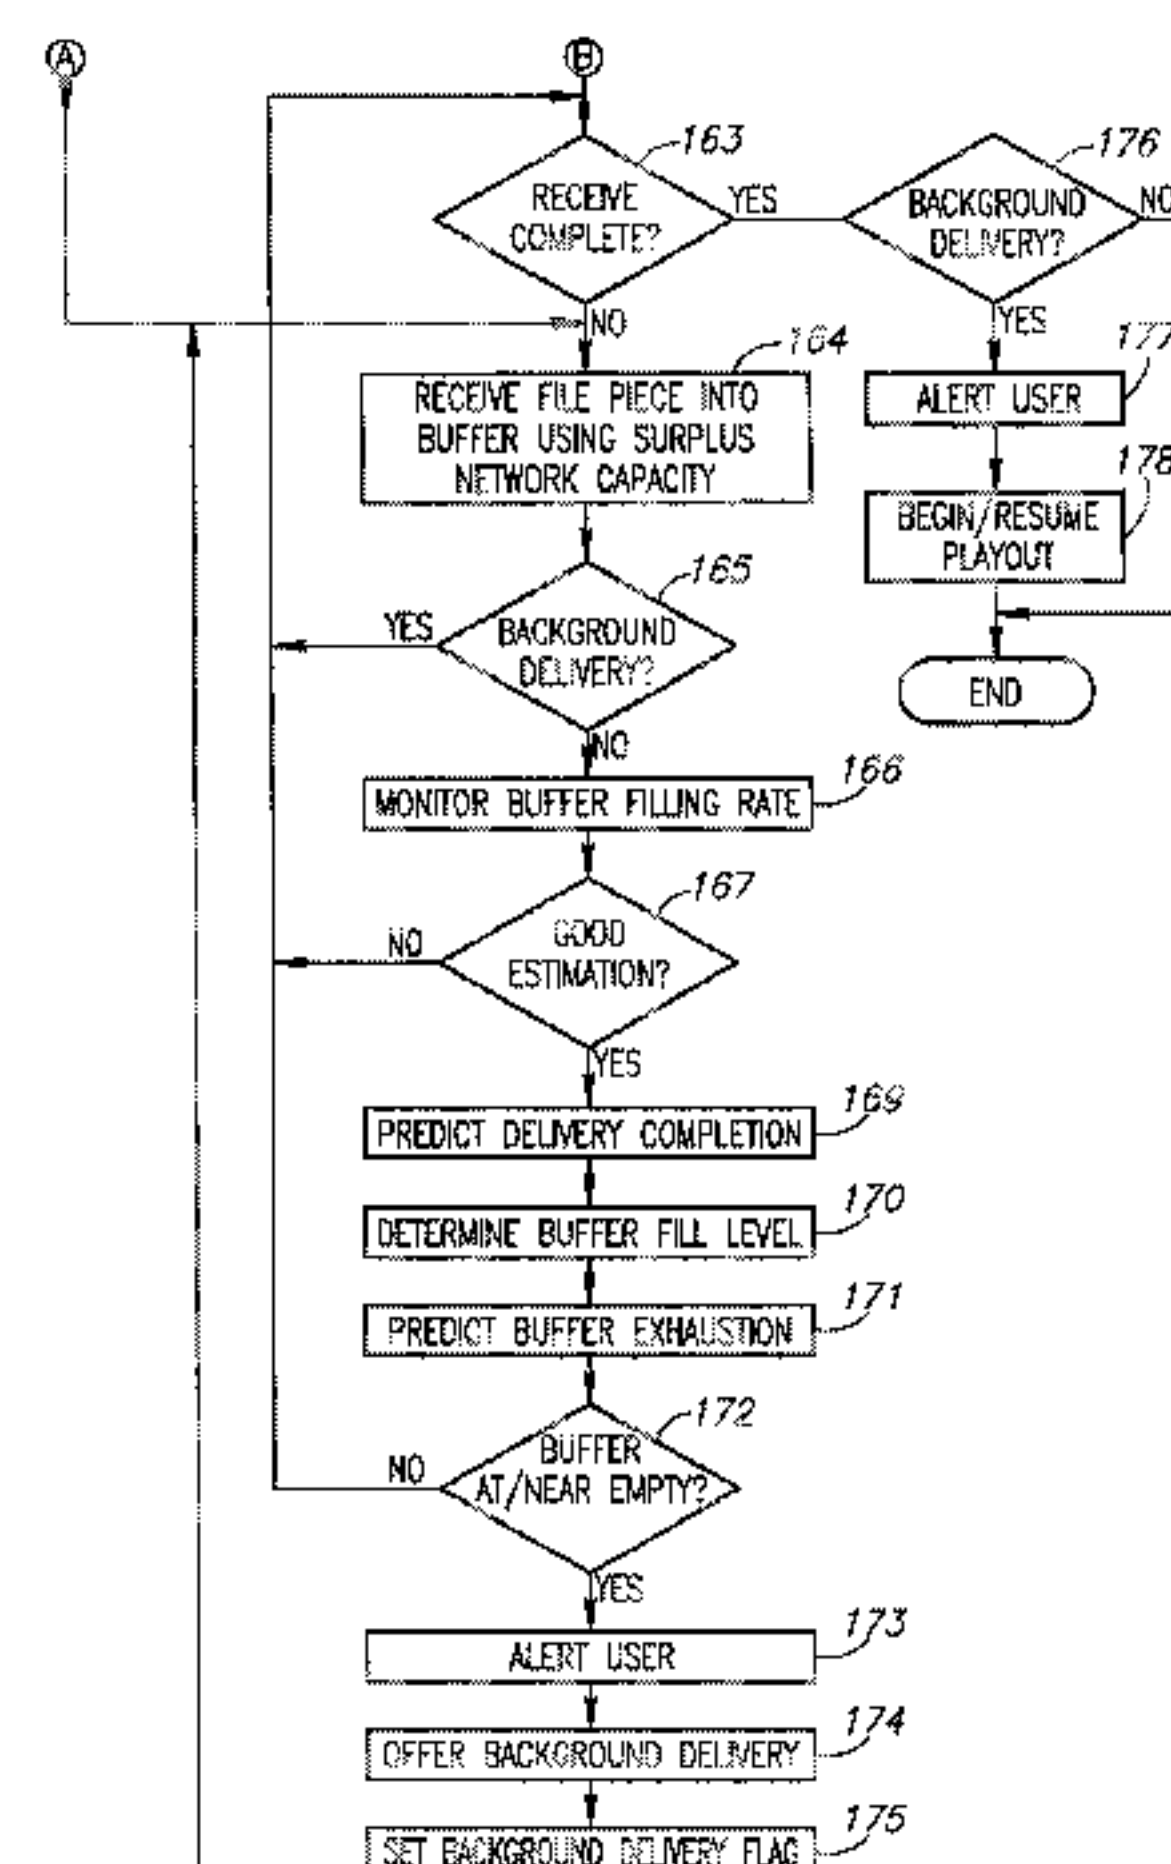 A
B
163
RECEIVE
COMPLETE?
YES
176
BACKGROUND
DELIVERY?
NO
NO
YES
164
RECEIVE FILE PIECE INTO
BUFFER USING SURPLUS
NETWORK CAPACITY
177
ALERT USER
178
BEGIN/RESUME
PLAYOUT
END
165
BACKGROUND
DELIVERY?
YES
NO
166
MONITOR BUFFER FILLING RATE
167
GOOD
ESTIMATION?
NO
YES
169
PREDICT DELIVERY COMPLETION
170
DETERMINE BUFFER FILL LEVEL
171
PREDICT BUFFER EXHAUSTION
172
BUFFER
AT/NEAR EMPTY?
NO
YES
173
ALERT USER
174
OFFER BACKGROUND DELIVERY
175
SET BACKGROUND DELIVERY FLAG